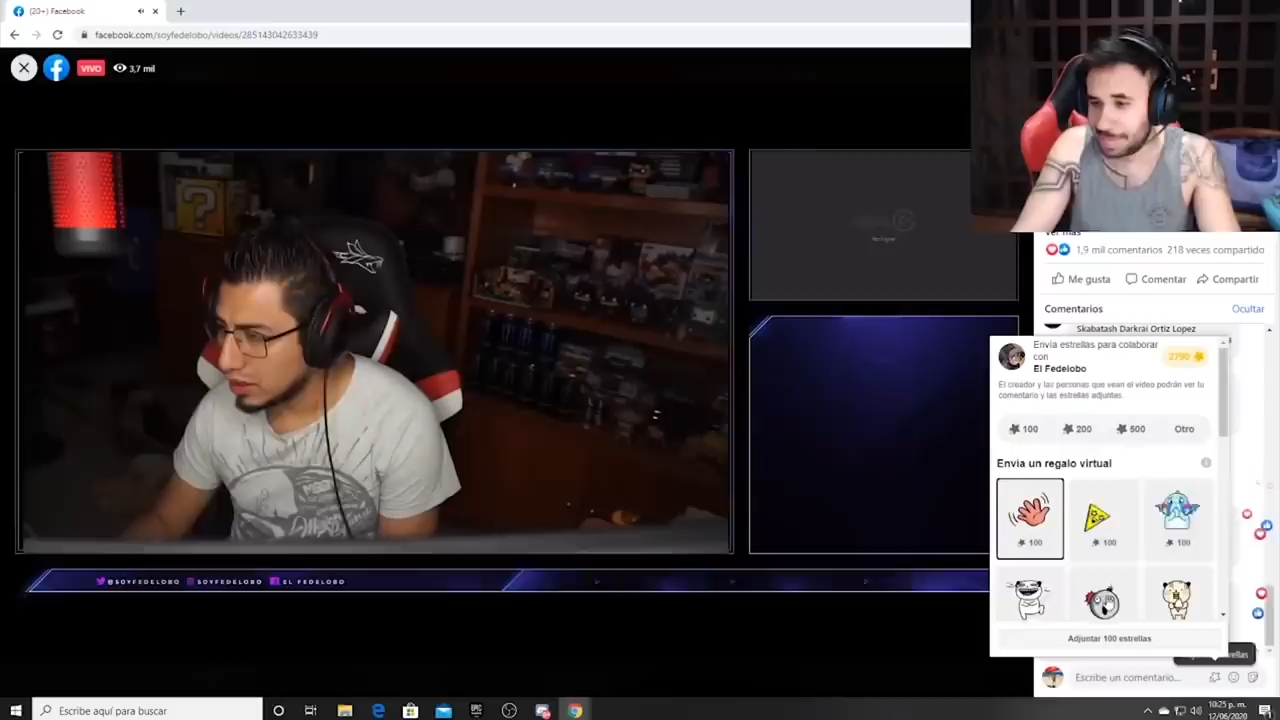 (20+) Facebook
facebook.com/soyfedelobo/videos/285143042633439
VIVO
3,7 mil
?
@SOYFEDELOBO
SOYFEDELOBO
EL FEDELOBO
1,9 mil comentarios 218 veces compartido
Me gusta
Comentar
Compartir
Comentarios
Ocultar
Skabatash Darkrai Ortiz Lopez
Envía estrellas para colaborar
con
El Fedelobo
2790
El creador y las personas que vean el video podrán ver tu
comentario y las estrellas adjuntas.
100
200
500
Otro
Envía un regalo virtual
100
100
100
Adjuntar 100 estrellas
Escribe un comentario...
Escribe aquí para buscar
10:25 p. m.
12/06/2020